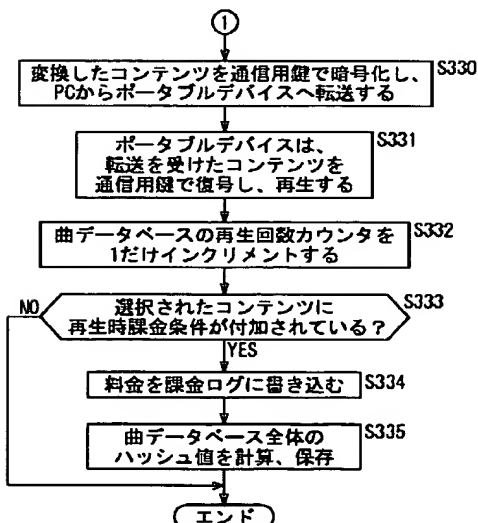 1
変換したコンテンツを通信用鍵で暗号化し、
PCからポータブルデバイスへ転送する
S330
ポータブルデバイスは、
転送を受けたコンテンツを
通信用鍵で復号し、再生する
S331
曲データベースの再生回数カウンタを
1だけインクリメントする
S332
選択されたコンテンツに
再生時課金条件が付加されている?
S333
NO
YES
料金を課金ログに書き込む
S334
曲データベース全体の
ハッシュ値を計算、保存
S335
エンド